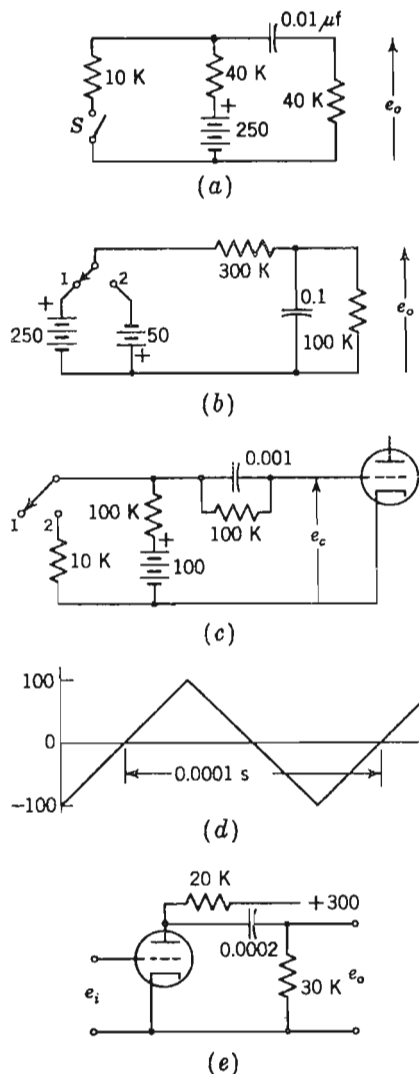 0.01 μf
10 K
40 K
+
S
250
40 K
e_o
(a)
1
2
300 K
+
250
50
+
0.1
100 K
e_o
(b)
0.001
1
2
100 K
+
100 K
10 K
100
e_c
(c)
100
0
0.0001 s
−100
(d)
20 K
+300
0.0002
e_i
30 K
e_o
(e)